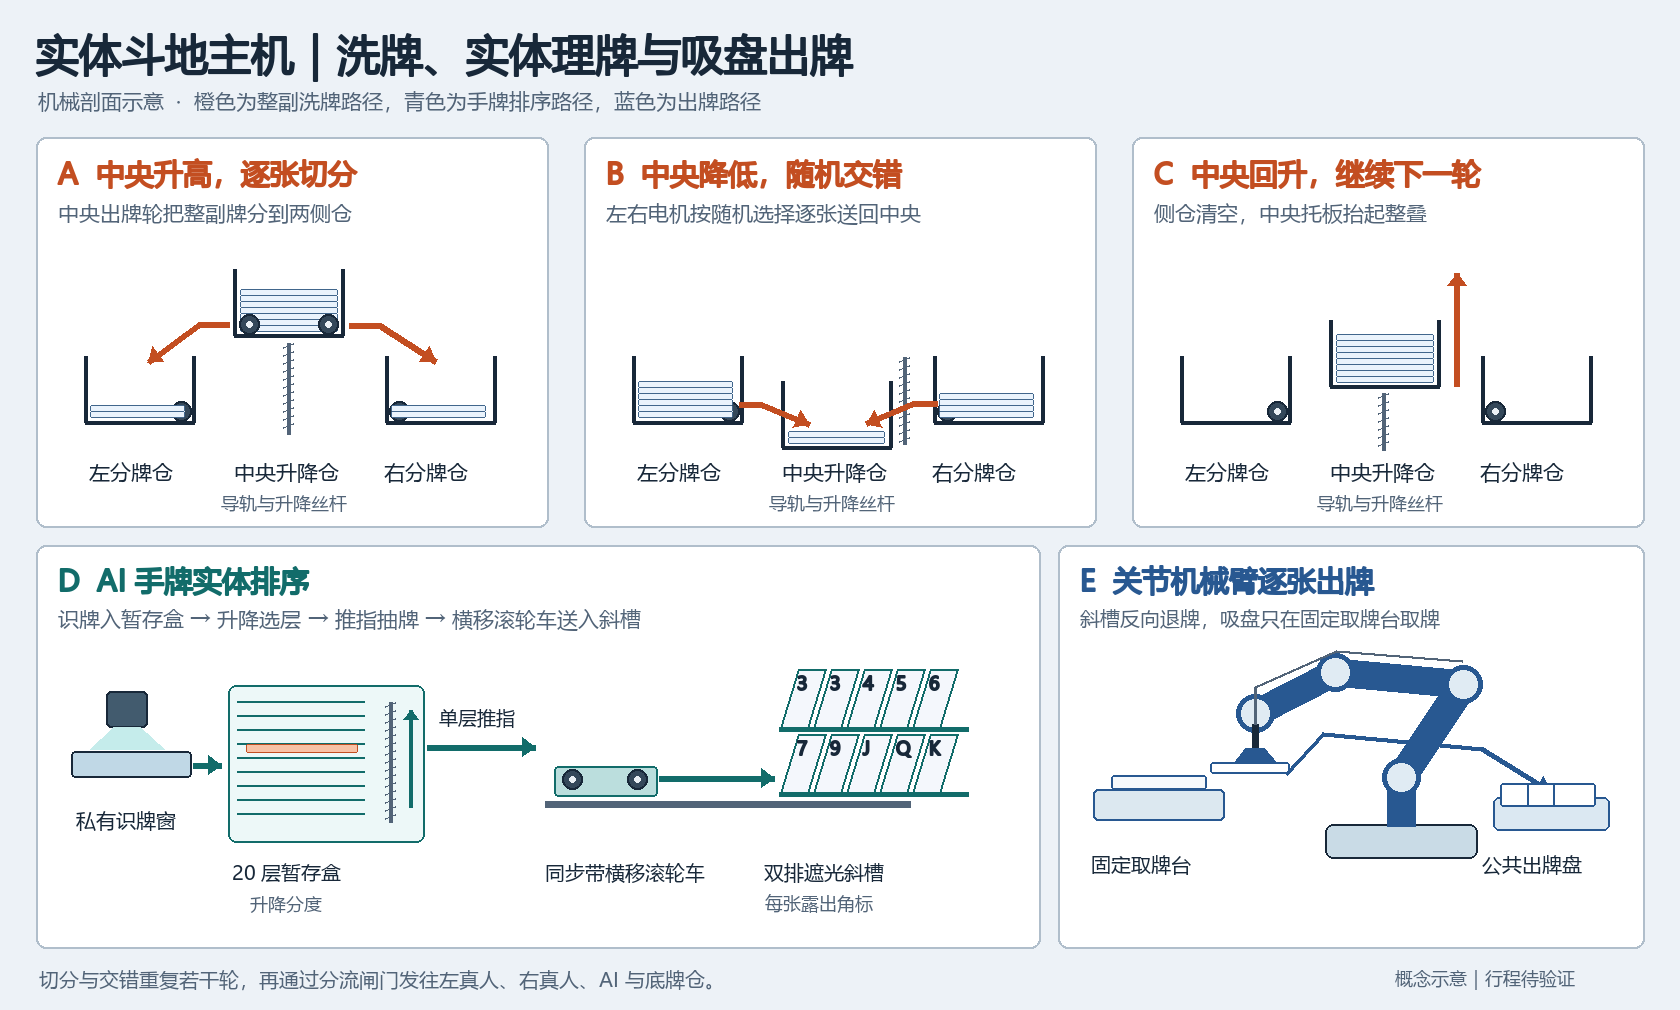 实体斗地主机 | 洗牌、实体理牌与吸盘出牌
机械剖面示意 · 橙色为整副洗牌路径，青色为手牌排序路径，蓝色为出牌路径
A 中央升高，逐张切分
中央出牌轮把整副牌分到两侧仓
左分牌仓
中央升降仓
右分牌仓
导轨与升降丝杆
B 中央降低，随机交错
左右电机按随机选择逐张送回中央
左分牌仓
中央升降仓
右分牌仓
导轨与升降丝杆
C 中央回升，继续下一轮
侧仓清空，中央托板抬起整叠
左分牌仓
中央升降仓
右分牌仓
导轨与升降丝杆
D AI 手牌实体排序
识牌入暂存盒 → 升降选层 → 推指抽牌 → 横移滚轮车送入斜槽
3 3 4 5 6
单层推指
7 9 J Q K
私有识牌窗
20 层暂存盒
升降分度
同步带横移滚轮车
双排遮光斜槽
每张露出角标
E 关节机械臂逐张出牌
斜槽反向退牌，吸盘只在固定取牌台取牌
固定取牌台
公共出牌盘
切分与交错重复若干轮，再通过分流闸门发往左真人、右真人、AI 与底牌仓。
概念示意 | 行程待验证